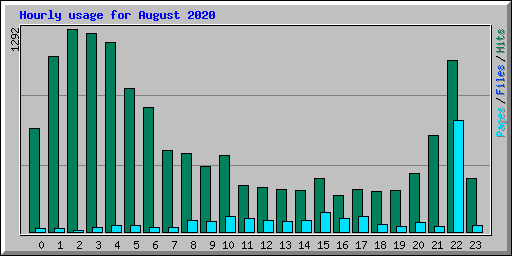 Hourly usage for August 2020
1292
Pages/Files/Hits
0 1 2 3 4 5 6 7 8 9 10 11 12 13 14 15 16 17 18 19 20 21 22 23